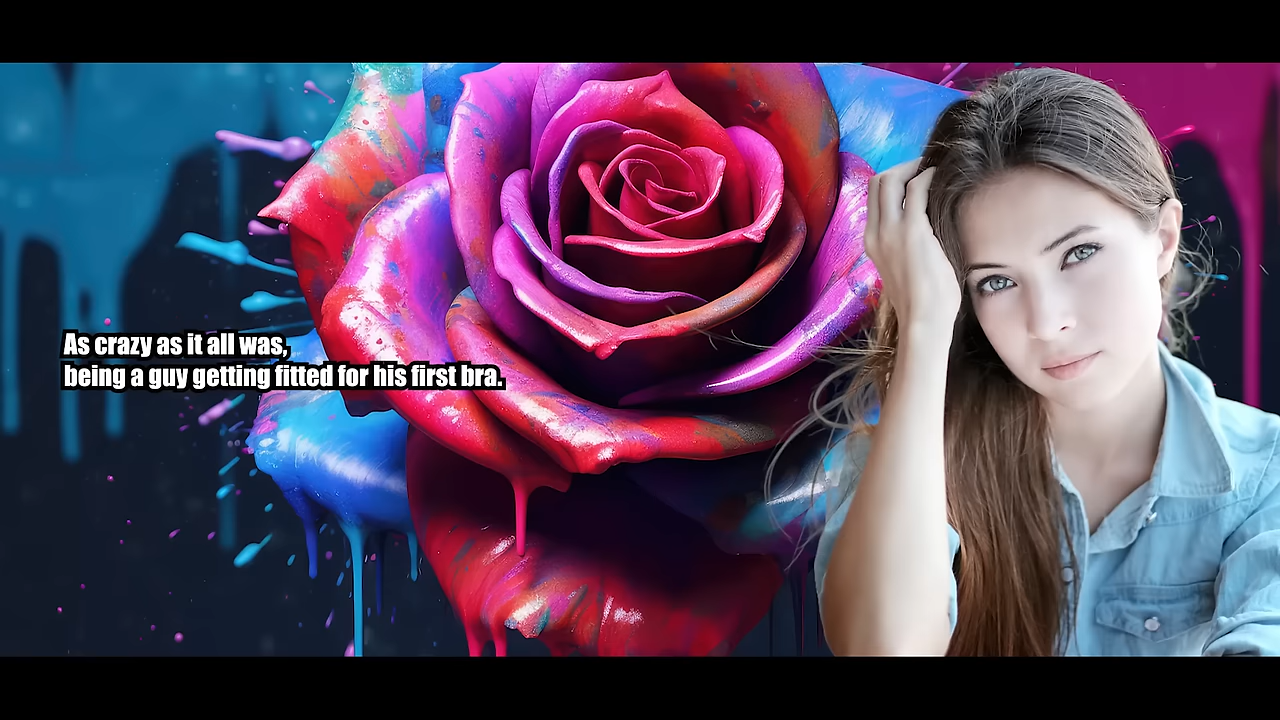 As crazy as it all was,
being a guy getting fitted for his first bra.